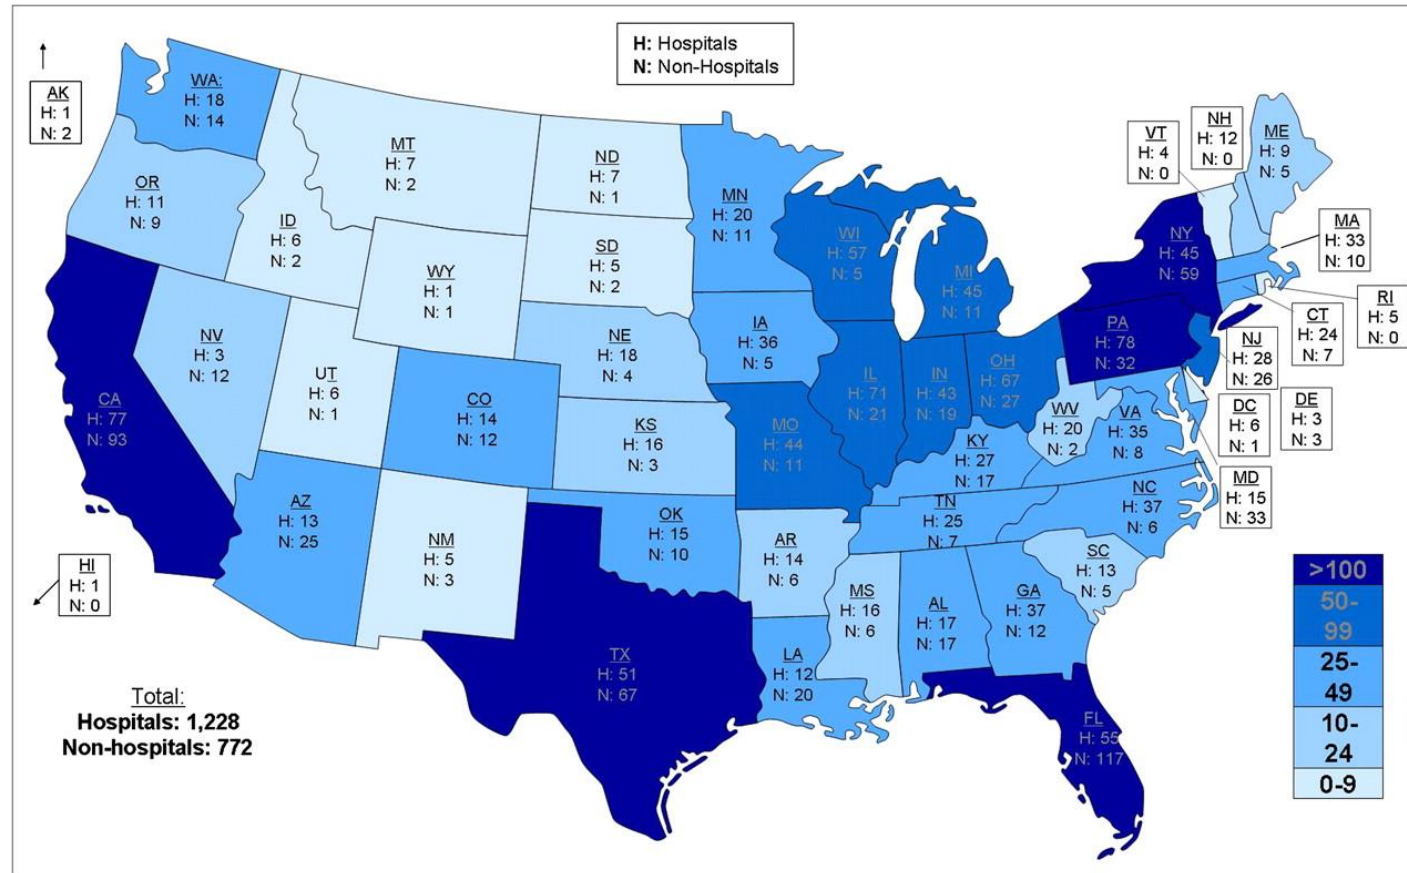 H: Hospitals
N: Non-Hospitals
AK
H: 1
N: 2
WA:
H: 18
N: 14
OR
H: 11
N: 9
ID
H: 6
N: 2
MT
H: 7
N: 2
ND
H: 7
N: 1
SD
H: 5
N: 2
WY
H: 1
N: 1
MN
H: 20
N: 11
WI
H: 57
N: 5
MI
H: 45
N: 11
VT
H: 4
N: 0
NH
H: 12
N: 0
ME
H: 9
N: 5
NY
H: 45
N: 59
MA
H: 33
N: 10
RI
H: 5
N: 0
CT
H: 24
N: 7
NJ
H: 28
N: 26
PA
H: 78
N: 32
DE
H: 3
N: 3
DC
H: 6
N: 1
MD
H: 15
N: 33
CA
H: 77
N: 93
NV
H: 3
N: 12
UT
H: 6
N: 1
CO
H: 14
N: 12
NE
H: 18
N: 4
KS
H: 16
N: 3
IA
H: 36
N: 5
MO
H: 44
N: 11
IL
H: 71
N: 21
IN
H: 43
N: 19
OH
H: 67
N: 27
WV
H: 20
N: 2
VA
H: 35
N: 8
KY
H: 27
N: 17
TN
H: 25
N: 7
NC
H: 37
N: 6
SC
H: 13
N: 5
AZ
H: 13
N: 25
NM
H: 5
N: 3
OK
H: 15
N: 10
AR
H: 14
N: 6
MS
H: 16
N: 6
AL
H: 17
N: 17
GA
H: 37
N: 12
HI
H: 1
N: 0
TX
H: 51
N: 67
LA
H: 12
N: 20
FL
H: 55
N: 117
Total:
Hospitals: 1,228
Non-hospitals: 772
>100
50-
99
25-
49
10-
24
0-9